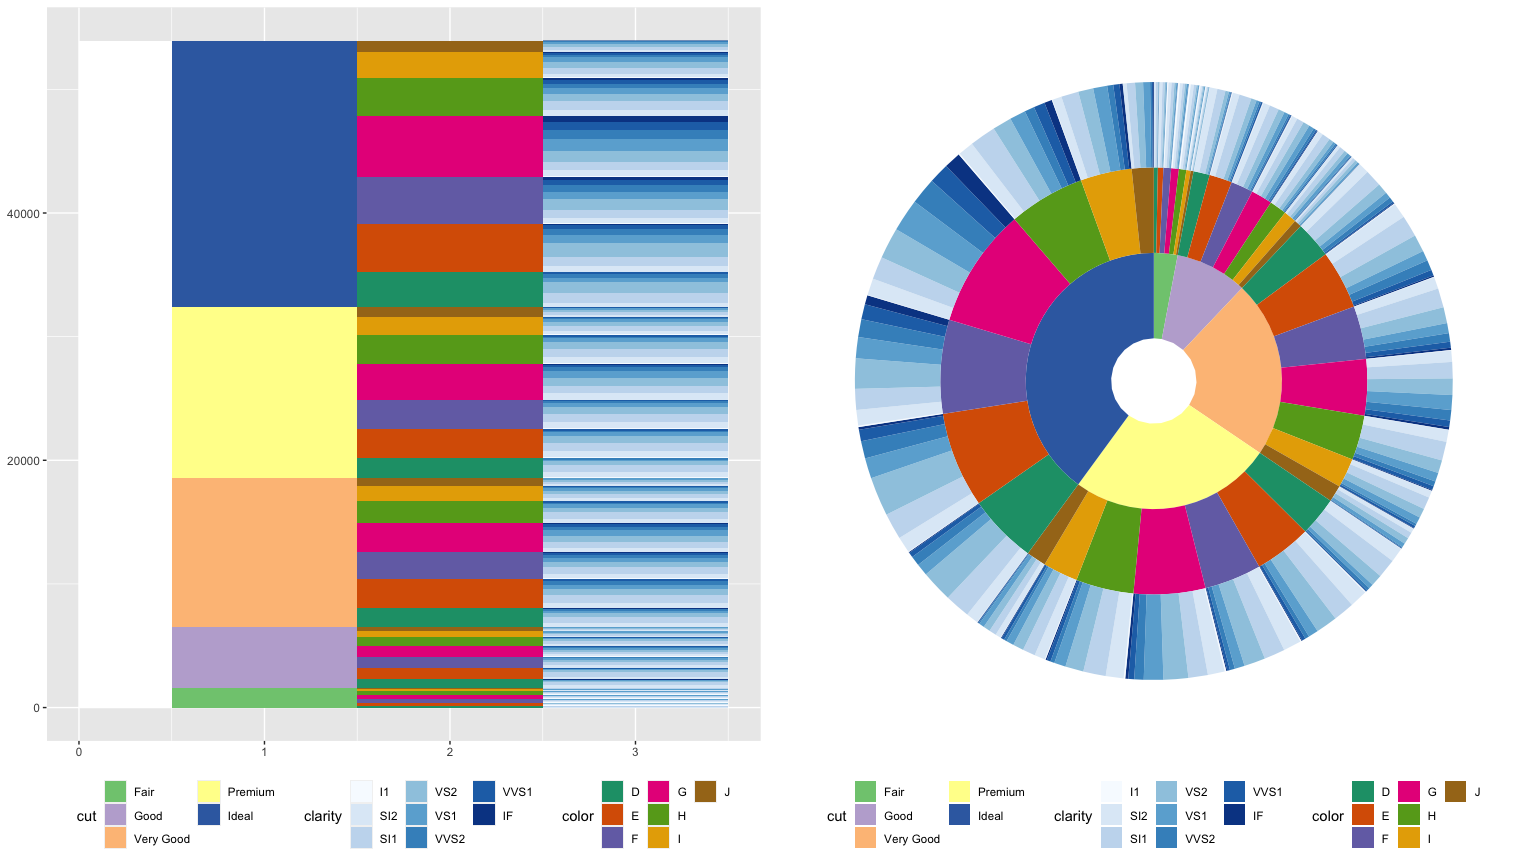 40000
20000
0
0 1 2 3
cut Fair Good Very Good Premium Ideal
clarity I1 SI2 SI1 VS2 VS1 VVS2 VVS1 IF
color D E F G H I J
cut Fair Good Very Good Premium Ideal
clarity I1 SI2 SI1 VS2 VS1 VVS2 VVS1 IF
color D E F G H I J